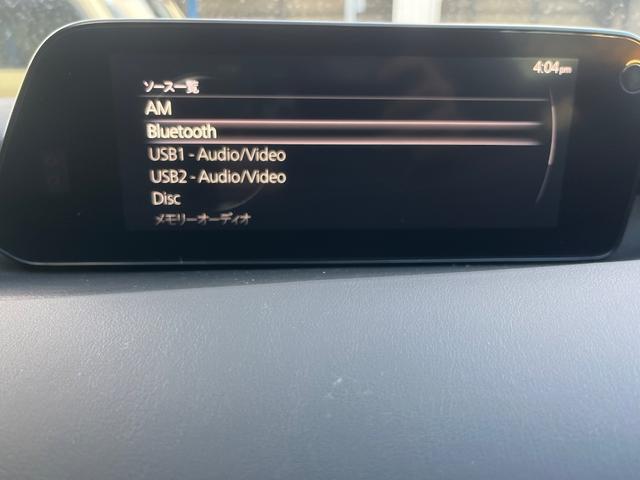 4:04pm
ソース一覧
AM
Bluetooth
USB1 - Audio/Video
USB2 - Audio/Video
Disc
メモリーオーディオ